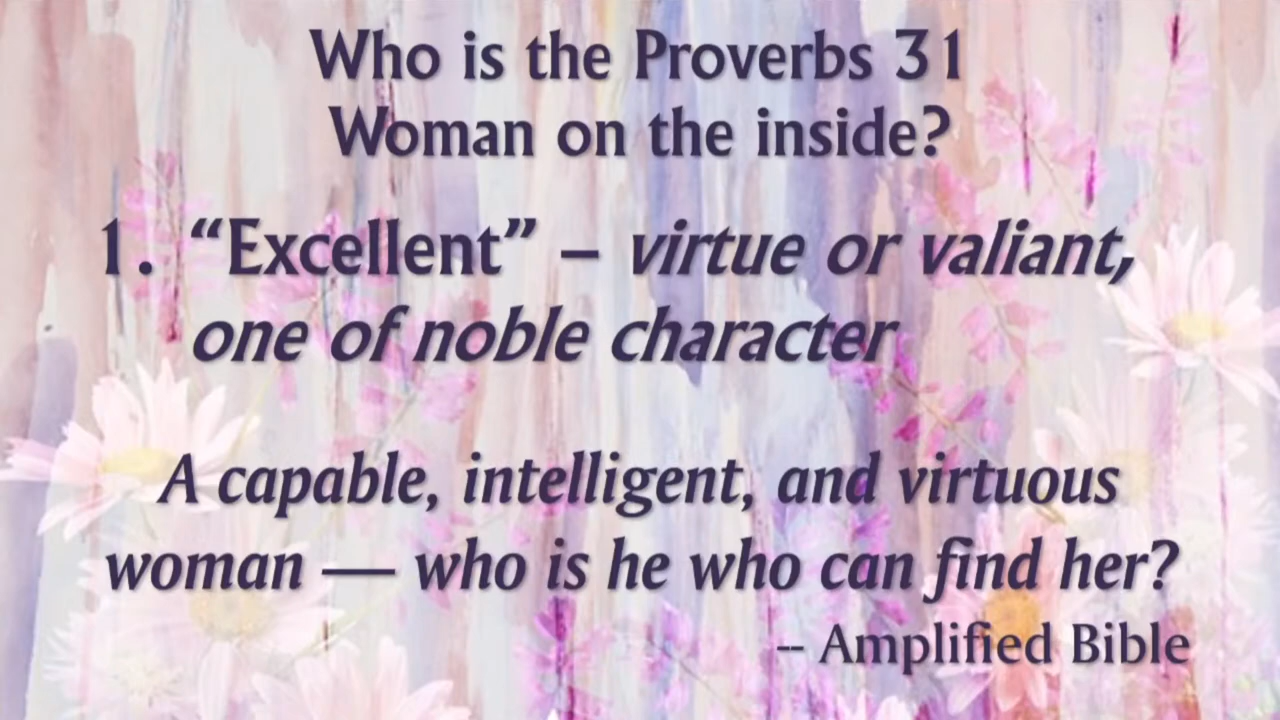 Who is the Proverbs 31
Woman on the inside?
1. “Excellent” – virtue or valiant,
one of noble character
A capable, intelligent, and virtuous
woman — who is he who can find her?
-- Amplified Bible